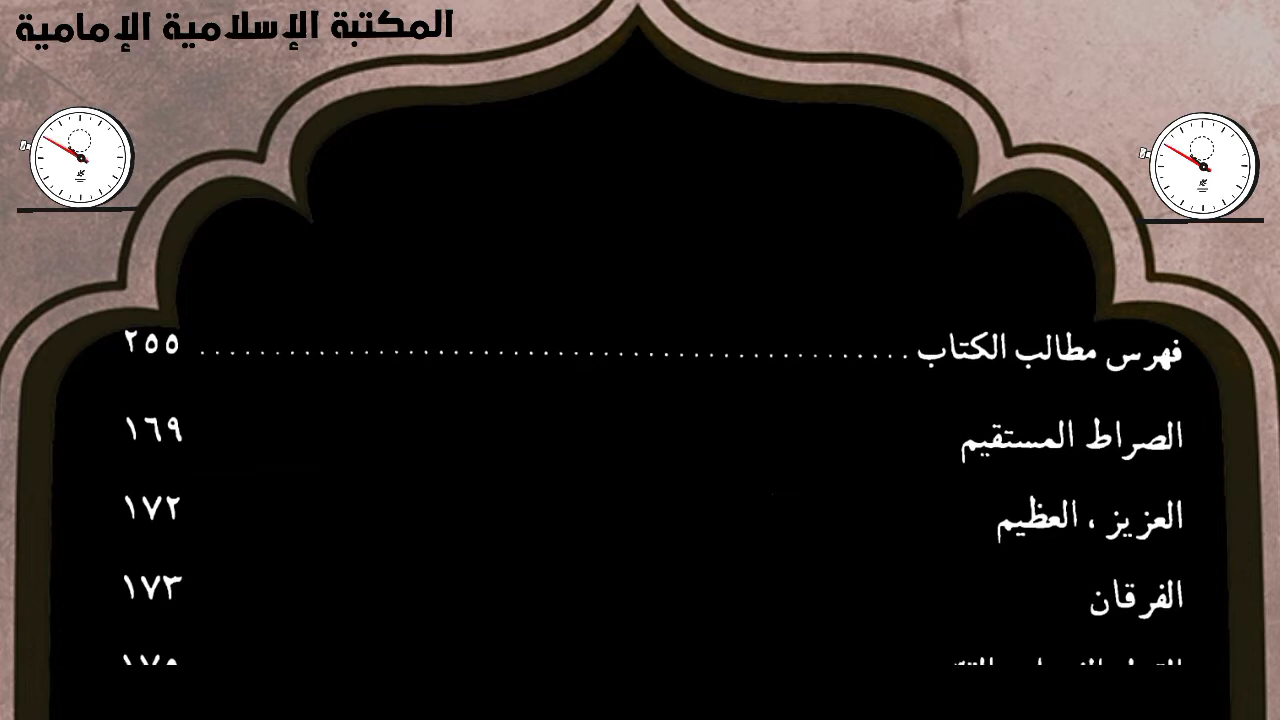 المكتبة الإسلامية الإمامية
فهرس مطالب الكتاب ........................................ ٢٥٥
الصراط المستقيم ١٦٩
العزيز ، العظيم ١٧٢
الفرقان ١٧٣